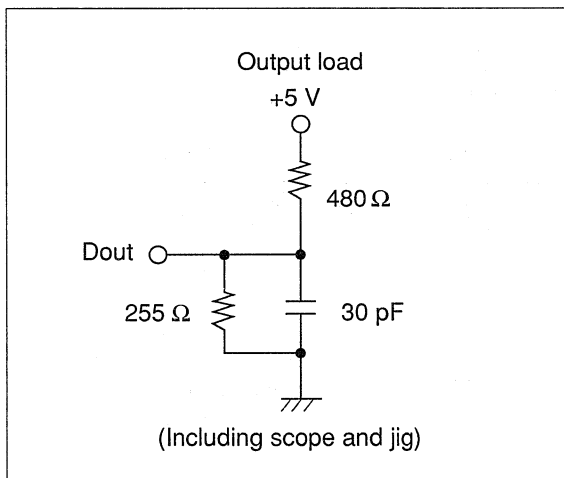 Output load
+5 V
480 Ω
Dout
255 Ω
30 pF
(Including scope and jig)